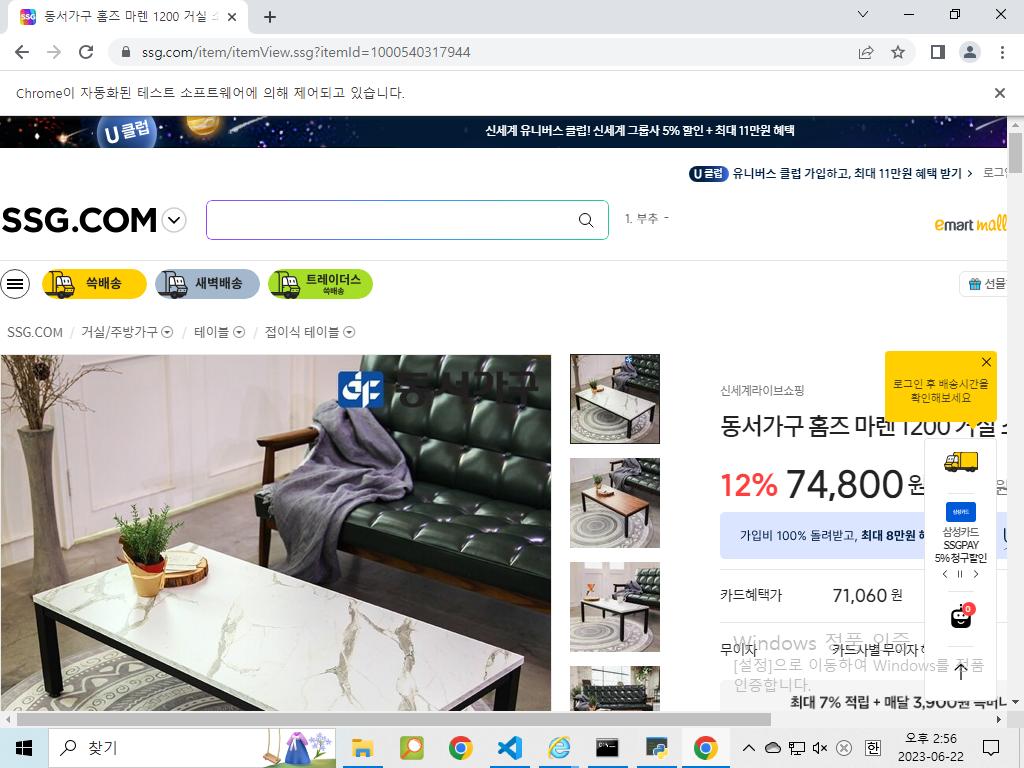 동서가구 홈즈 마렌 1200 거실
ssg.com/item/itemView.ssg?itemId=1000540317944
Chrome이 자동화된 테스트 소프트웨어에 의해 제어되고 있습니다.
U 클럽
신세계 유니버스 클럽! 신세계 그룹사 5% 할인 + 최대 11만원 혜택
U 클럽 유니버스 클럽 가입하고, 최대 11만원 혜택 받기 >
SSG.COM
1. 부추 -
emart mall
쓱배송
새벽배송
트레이더스
쓱배송
선물
SSG.COM / 거실/주방가구 / 테이블 / 접이식 테이블
동서가구
로그인 후 배송시간을
확인해보세요
신세계라이브쇼핑
동서가구 홈즈 마렌 1200 거실
12% 74,800원
가입비 100% 돌려받고, 최대 8만원
삼성카드
삼성카드
SSGPAY
5% 청구할인
카드혜택가 71,060 원
0
무이자 카드사별 무이자
Windows 정품 인증
[설정]으로 이동하여 Windows를 정품
인증합니다.
최대 7% 적립 + 매달 3,900원
찾기
한
오후 2:56
2023-06-22